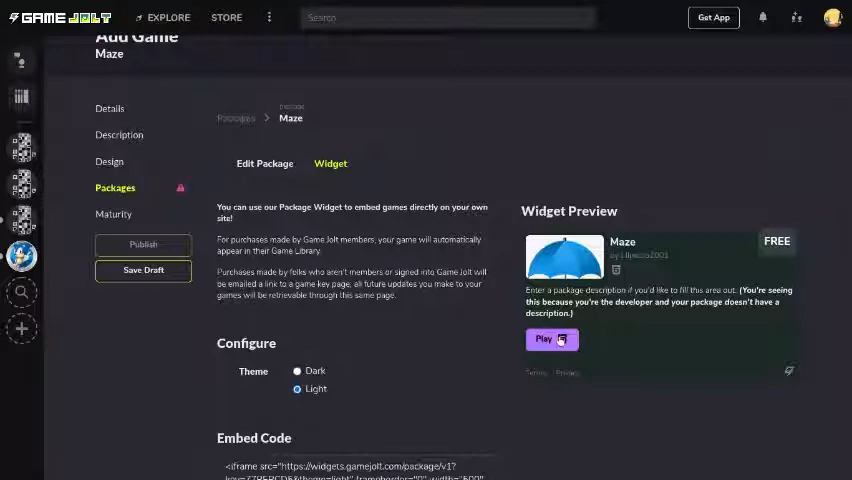 GAME JOLT
EXPLORE
STORE
Search
Get App
Add Game
Maze
Details
Description
Design
Packages
Maturity
Publish
Save Draft
Packages
package
Maze
Edit Package
Widget
You can use our Package Widget to embed games directly on your own
site!
For purchases made by Game Jolt members, your game will automatically
appear in their Game Library.
Purchases made by folks who aren't members or signed into Game Jolt will
be emailed a link to a game key page, all future updates you make to your
games will be retrievable through this same page.
Configure
Theme
Dark
Light
Embed Code
<iframe src="https://widgets.gamejolt.com/package/v1?
Widget Preview
Maze
FREE
Enter a package description if you'd like to fill this area out. (You're seeing
this because you're the developer and your package doesn't have a
description.)
Play
Terms
Privacy